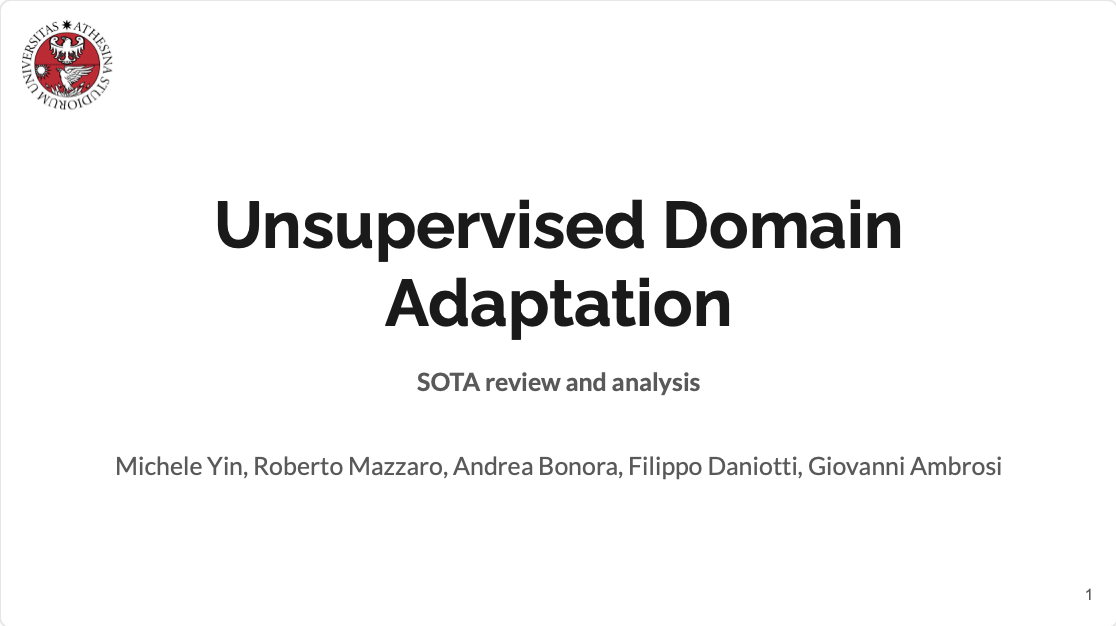 UNIVERSITAS ATHESINA STUDIORUM
Unsupervised Domain
Adaptation
SOTA review and analysis
Michele Yin, Roberto Mazzaro, Andrea Bonora, Filippo Daniotti, Giovanni Ambrosi
1